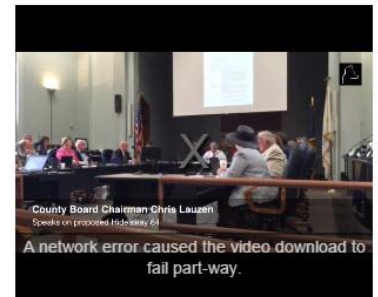 County Board Chairman Chris Lauzen
Speaks on proposed Hideaway 64
A network error caused the video download to
fail part-way.